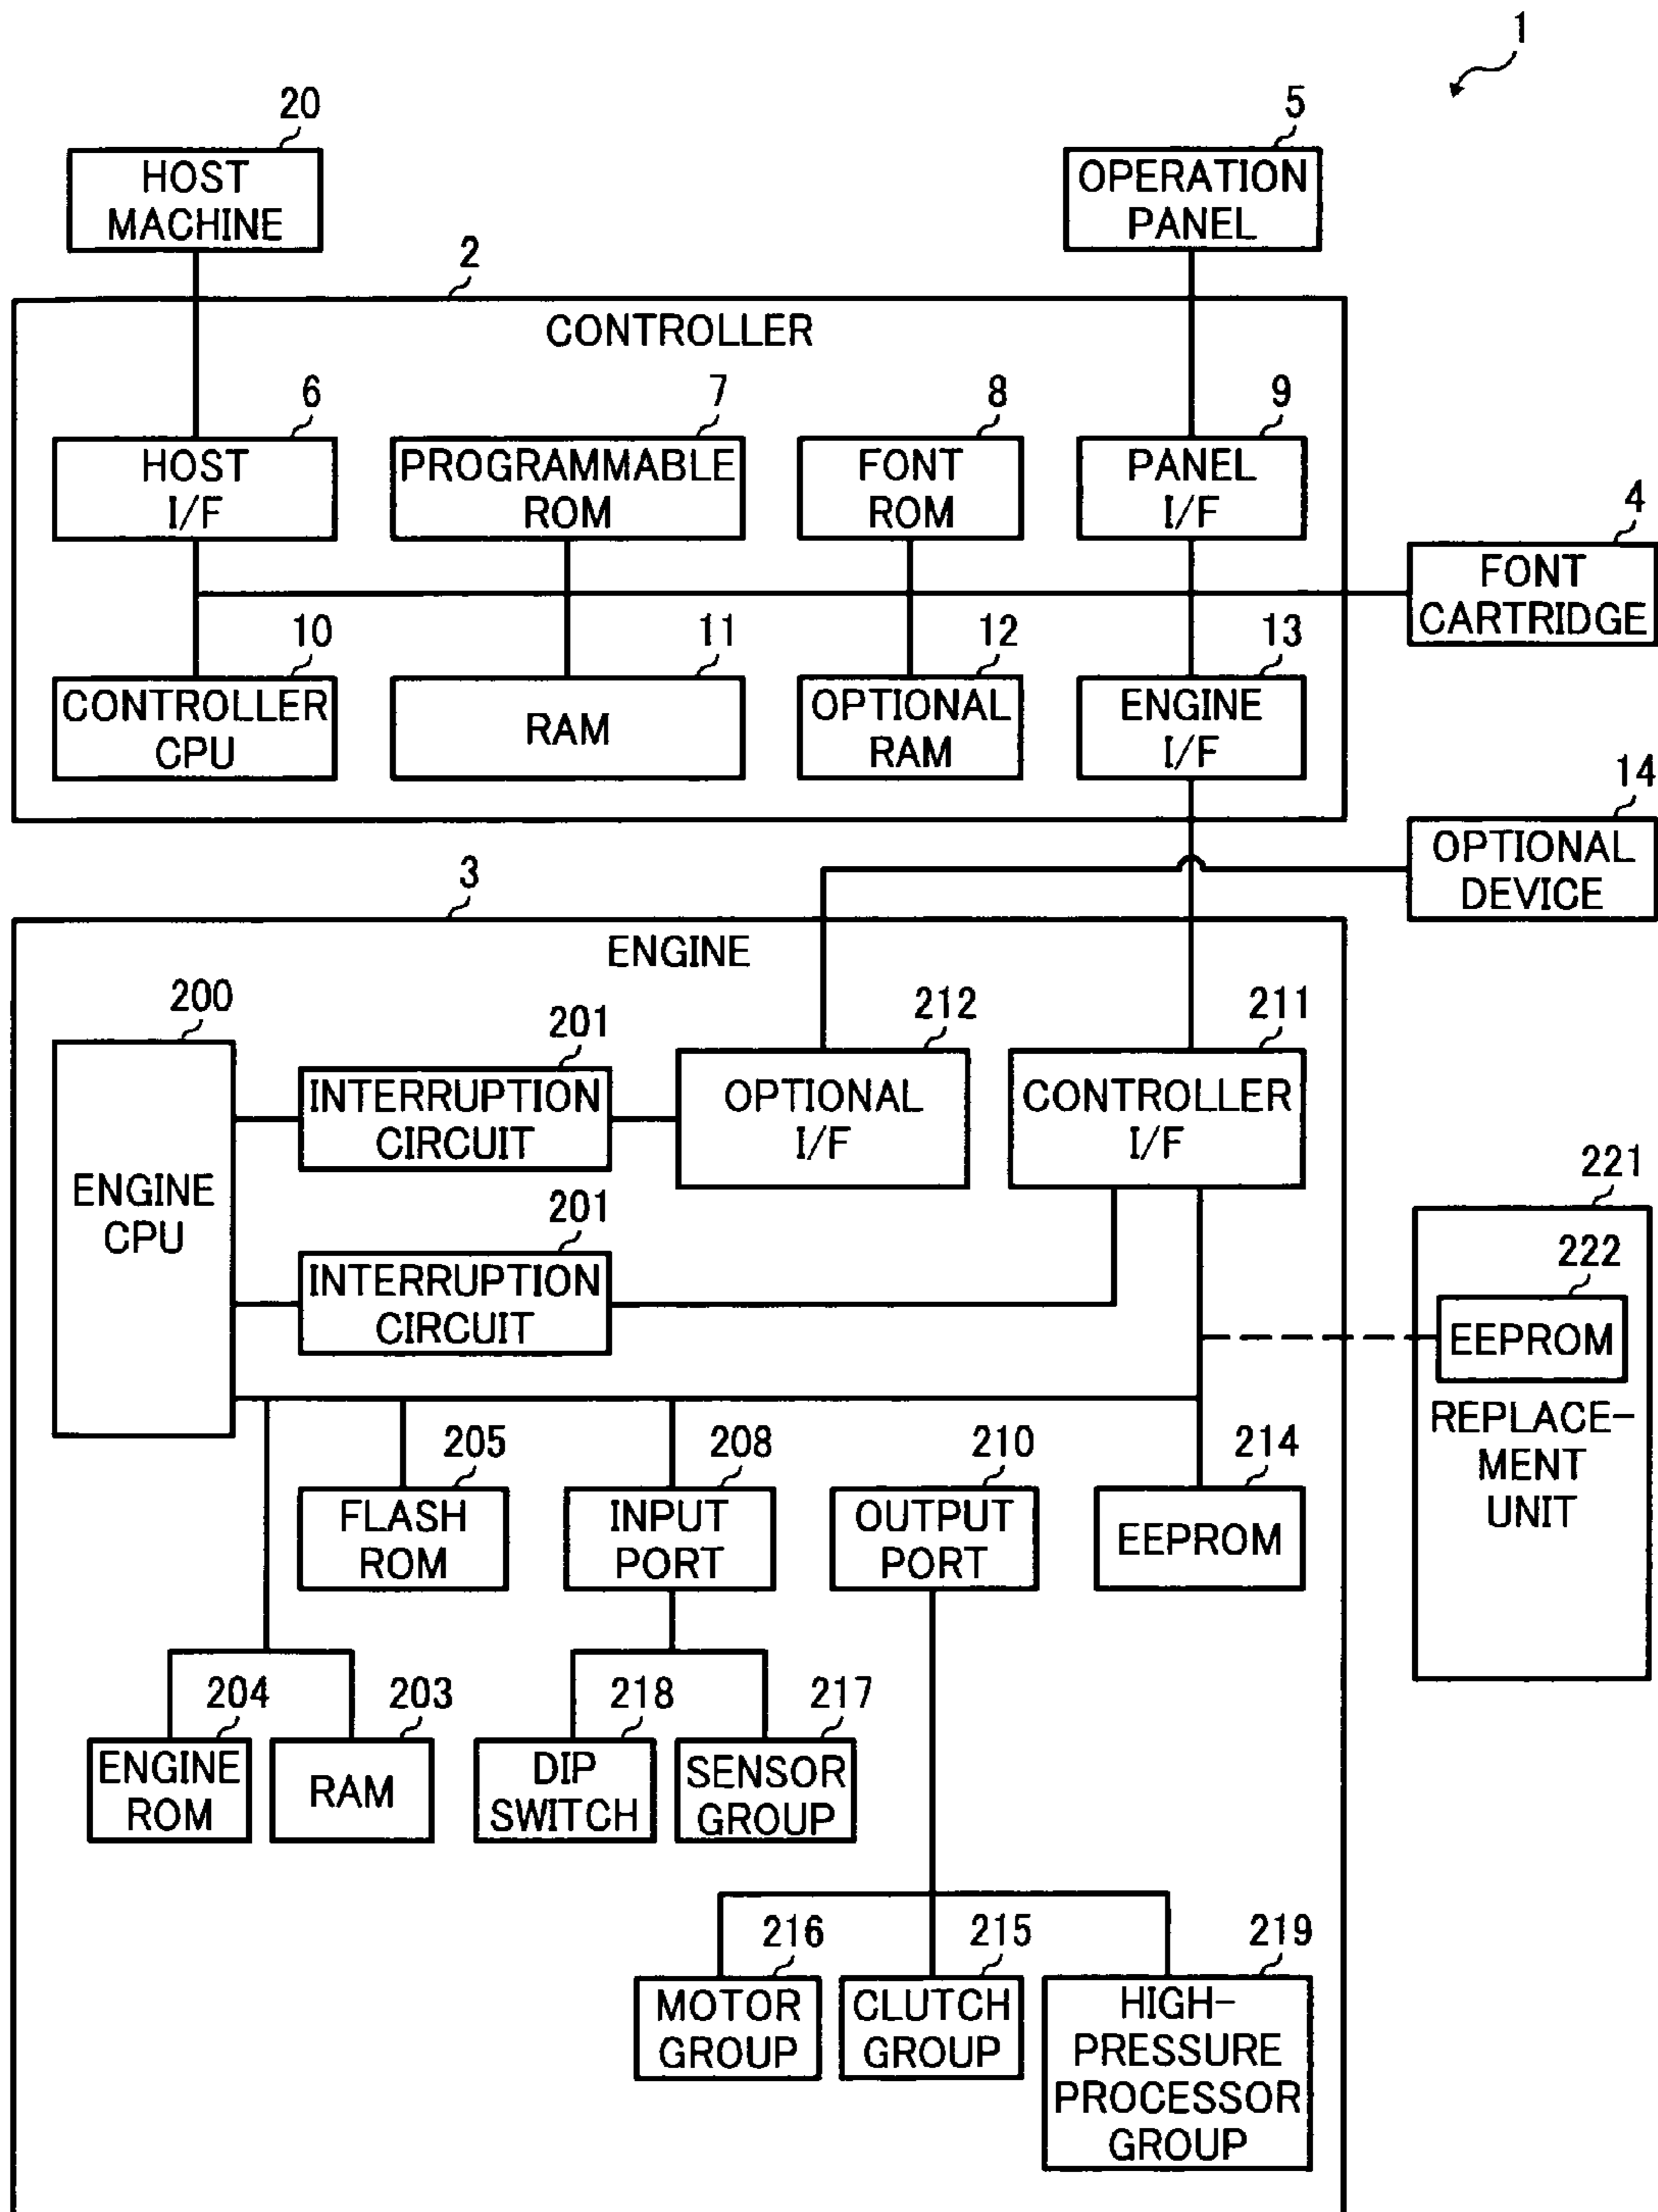 1
20
HOST
MACHINE
5
OPERATION
PANEL
2
CONTROLLER
6
HOST
I/F
7
PROGRAMMABLE
ROM
8
FONT
ROM
9
PANEL
I/F
4
FONT
CARTRIDGE
10
CONTROLLER
CPU
11
RAM
12
OPTIONAL
RAM
13
ENGINE
I/F
14
OPTIONAL
DEVICE
3
ENGINE
200
ENGINE
CPU
201
INTERRUPTION
CIRCUIT
212
OPTIONAL
I/F
211
CONTROLLER
I/F
201
INTERRUPTION
CIRCUIT
221
222
EEPROM
REPLACE-
MENT
UNIT
205
FLASH
ROM
208
INPUT
PORT
210
OUTPUT
PORT
214
EEPROM
204
ENGINE
ROM
203
RAM
218
DIP
SWITCH
217
SENSOR
GROUP
216
MOTOR
GROUP
215
CLUTCH
GROUP
219
HIGH-
PRESSURE
PROCESSOR
GROUP